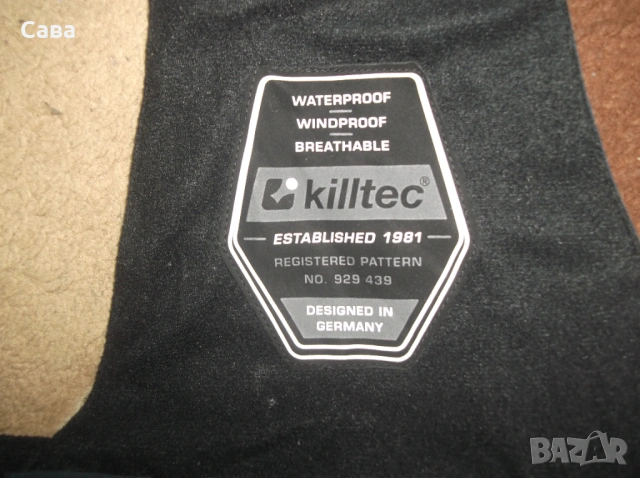 Сава
WATERPROOF
WINDPROOF
BREATHABLE
killtec®
ESTABLISHED 1981
REGISTERED PATTERN
NO. 929 439
DESIGNED IN
GERMANY
BAZAR